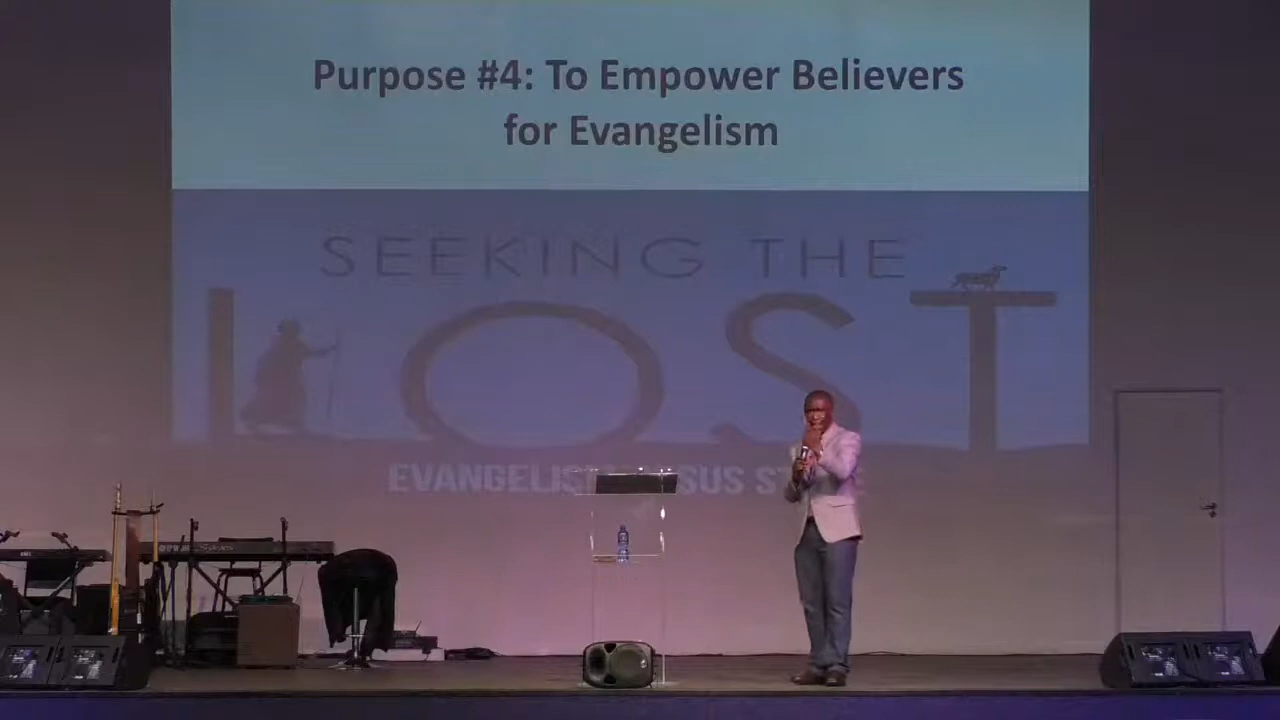 Purpose #4: To Empower Believers
for Evangelism
SEEKING THE
LOST